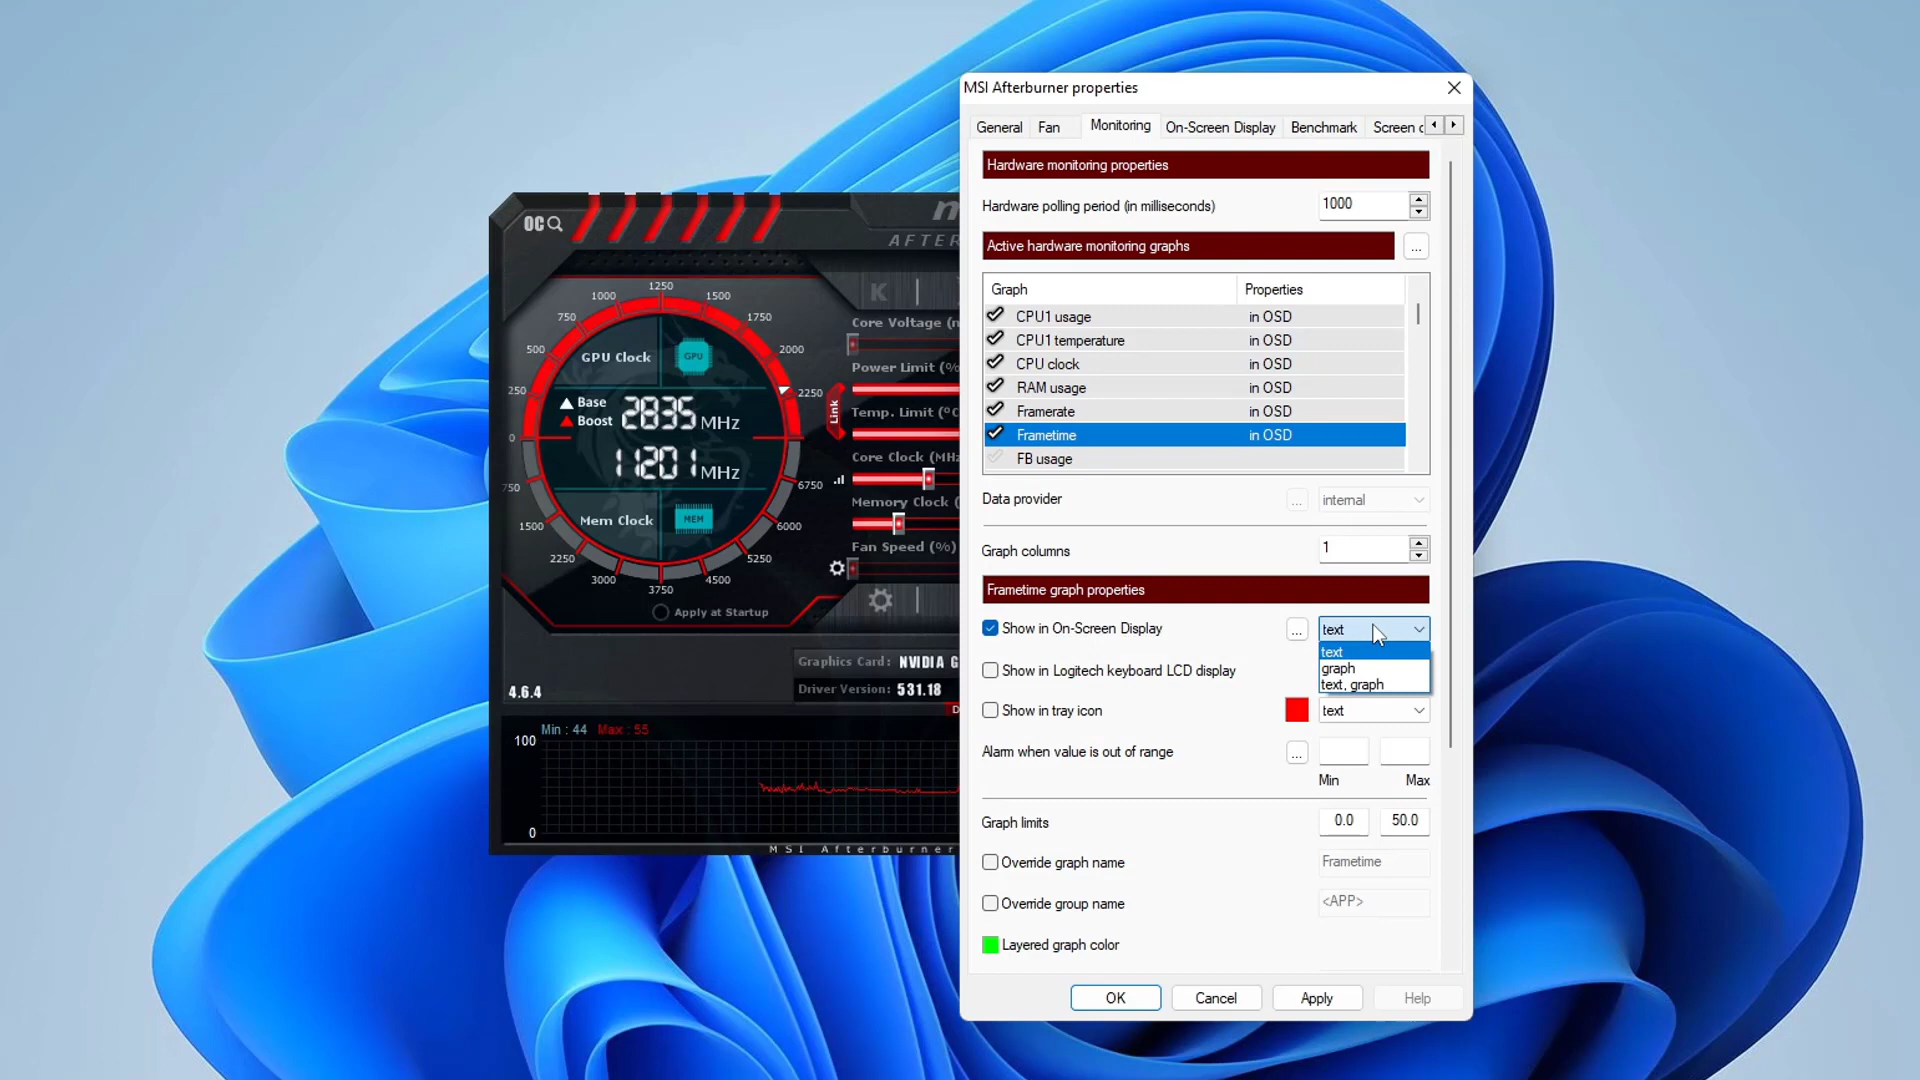 MSI Afterburner properties
General Fan Monitoring On-Screen Display Benchmark Screen c
Hardware monitoring properties
Hardware polling period (in milliseconds) 1000
Active hardware monitoring graphs ...
Graph Properties
CPU1 usage in OSD
CPU1 temperature in OSD
CPU clock in OSD
RAM usage in OSD
Framerate in OSD
Frametime in OSD
FB usage
Data provider ... internal
Graph columns 1
Frametime graph properties
Show in On-Screen Display ... text
text
graph
text, graph
Show in Logitech keyboard LCD display
Show in tray icon text
Alarm when value is out of range ...
Min Max
Graph limits 0.0 50.0
Override graph name Frametime
Override group name <APP>
Layered graph color
OK Cancel Apply Help
OC
AFTER
K
0 250 500 750 1000 1250 1500 1750 2000 2250
GPU Clock GPU
Base
Boost
2835 MHz
11201 MHz
Mem Clock MEM
750 1500 2250 3000 3750 4500 5250 6000 6750
Apply at Startup
Core Voltage (m
Power Limit (%
Link
Temp. Limit (°C
Core Clock (MHz
Memory Clock (
Fan Speed (%)
Graphics Card: NVIDIA G
Driver Version: 531.18
4.6.4
D
Min : 44 Max : 55
100
0
MSI Afterburner